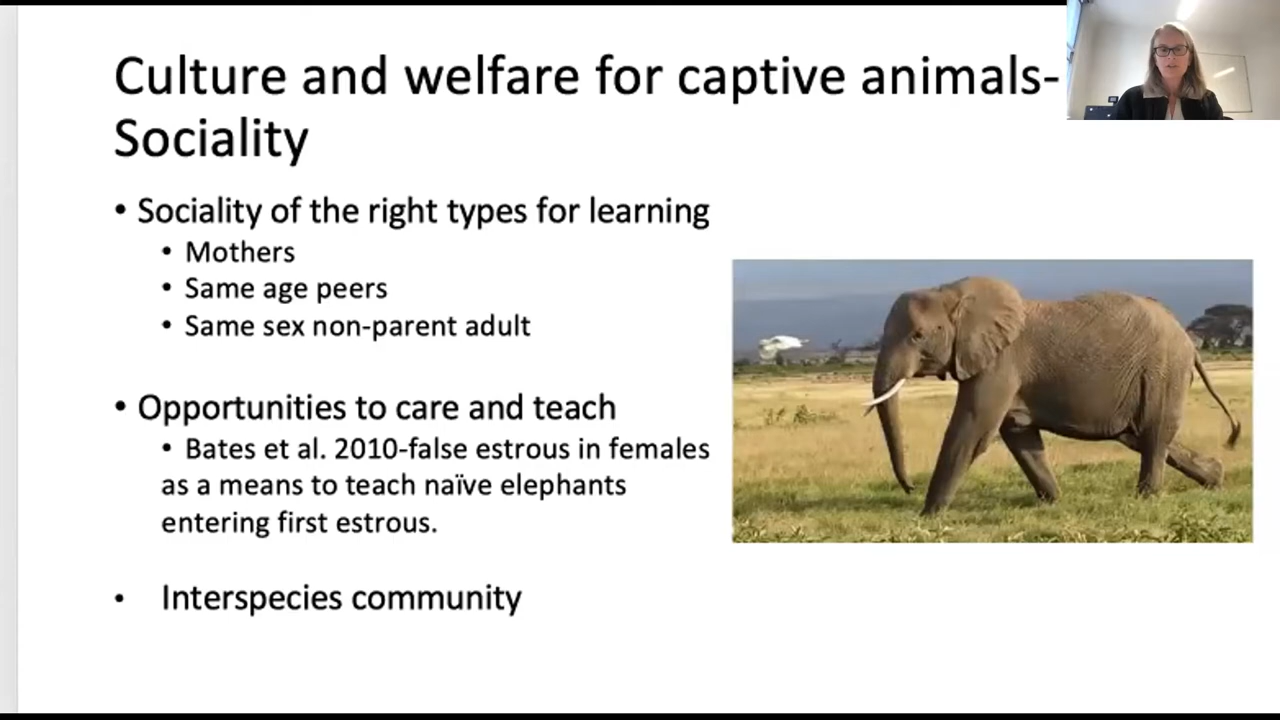 Culture and welfare for captive animals-
Sociality
• Sociality of the right types for learning
• Mothers
• Same age peers
• Same sex non-parent adult
• Opportunities to care and teach
• Bates et al. 2010-false estrous in females
as a means to teach naïve elephants
entering first estrous.
• Interspecies community